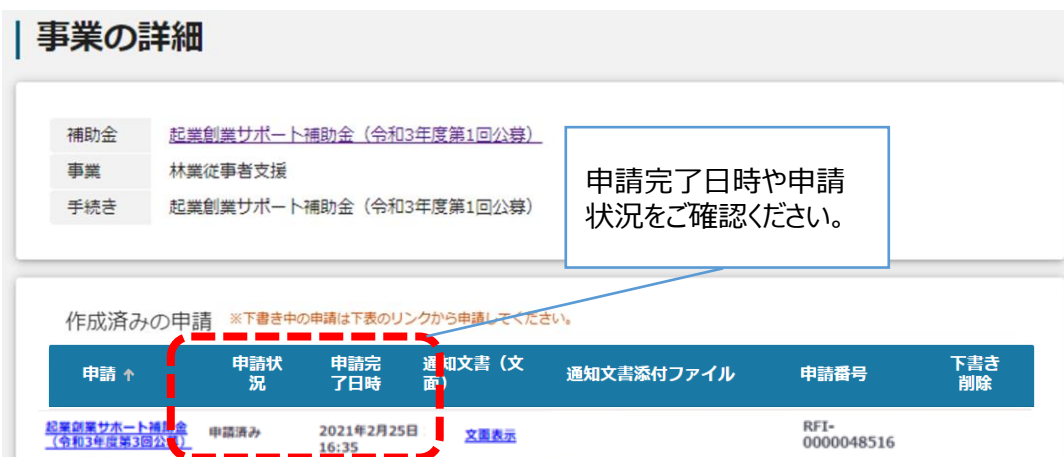 事業の詳細
補助金 起業創業サポート補助金（令和3年度第1回公募）
事業 林業従事者支援
手続き 起業創業サポート補助金（令和3年度第1回公募）
申請完了日時や申請
状況をご確認ください。
作成済みの申請 ※下書き中の申請は下表のリンクから申請してください。
申請 ↑ 申請状況 申請完了日時 通知文書（文面） 通知文書添付ファイル 申請番号 下書き削除
起業創業サポート補助金
（令和3年度第3回公募） 申請済み 2021年2月25日
16:35 文面表示 RFI-
0000048516